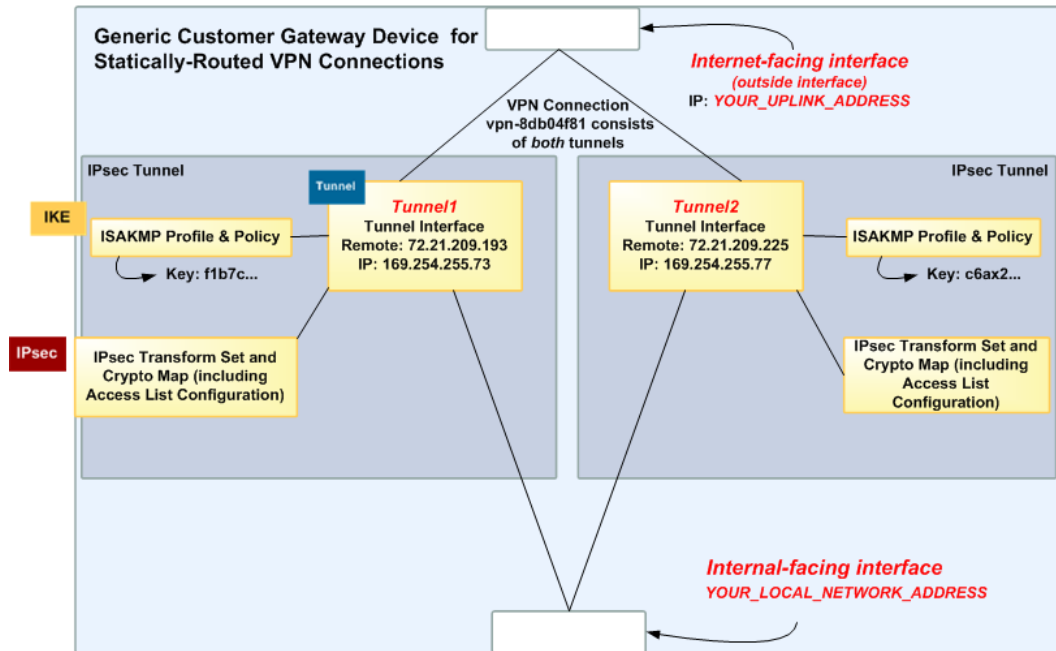 Generic Customer Gateway Device for
Statically-Routed VPN Connections
Internet-facing interface
(outside interface)
IP: YOUR_UPLINK_ADDRESS
VPN Connection
vpn-8db04f81 consists
of both tunnels
IPsec Tunnel
IPsec Tunnel
Tunnel
IKE
ISAKMP Profile & Policy
Key: f1b7c...
Tunnel1
Tunnel Interface
Remote: 72.21.209.193
IP: 169.254.255.73
Tunnel2
Tunnel Interface
Remote: 72.21.209.225
IP: 169.254.255.77
ISAKMP Profile & Policy
Key: c6ax2...
IPsec
IPsec Transform Set and
Crypto Map (including
Access List Configuration)
IPsec Transform Set and
Crypto Map (including
Access List
Configuration)
Internal-facing interface
YOUR_LOCAL_NETWORK_ADDRESS